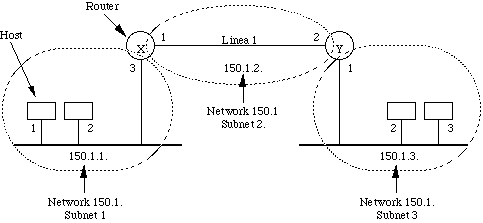 Router
Host
X
1
Linea 1
2
Y
3
150.1.2.
1
Network 150.1
Subnet 2.
1
2
2
3
150.1.1.
150.1.3.
Network 150.1.
Subnet 1
Network 150.1.
Subnet 3